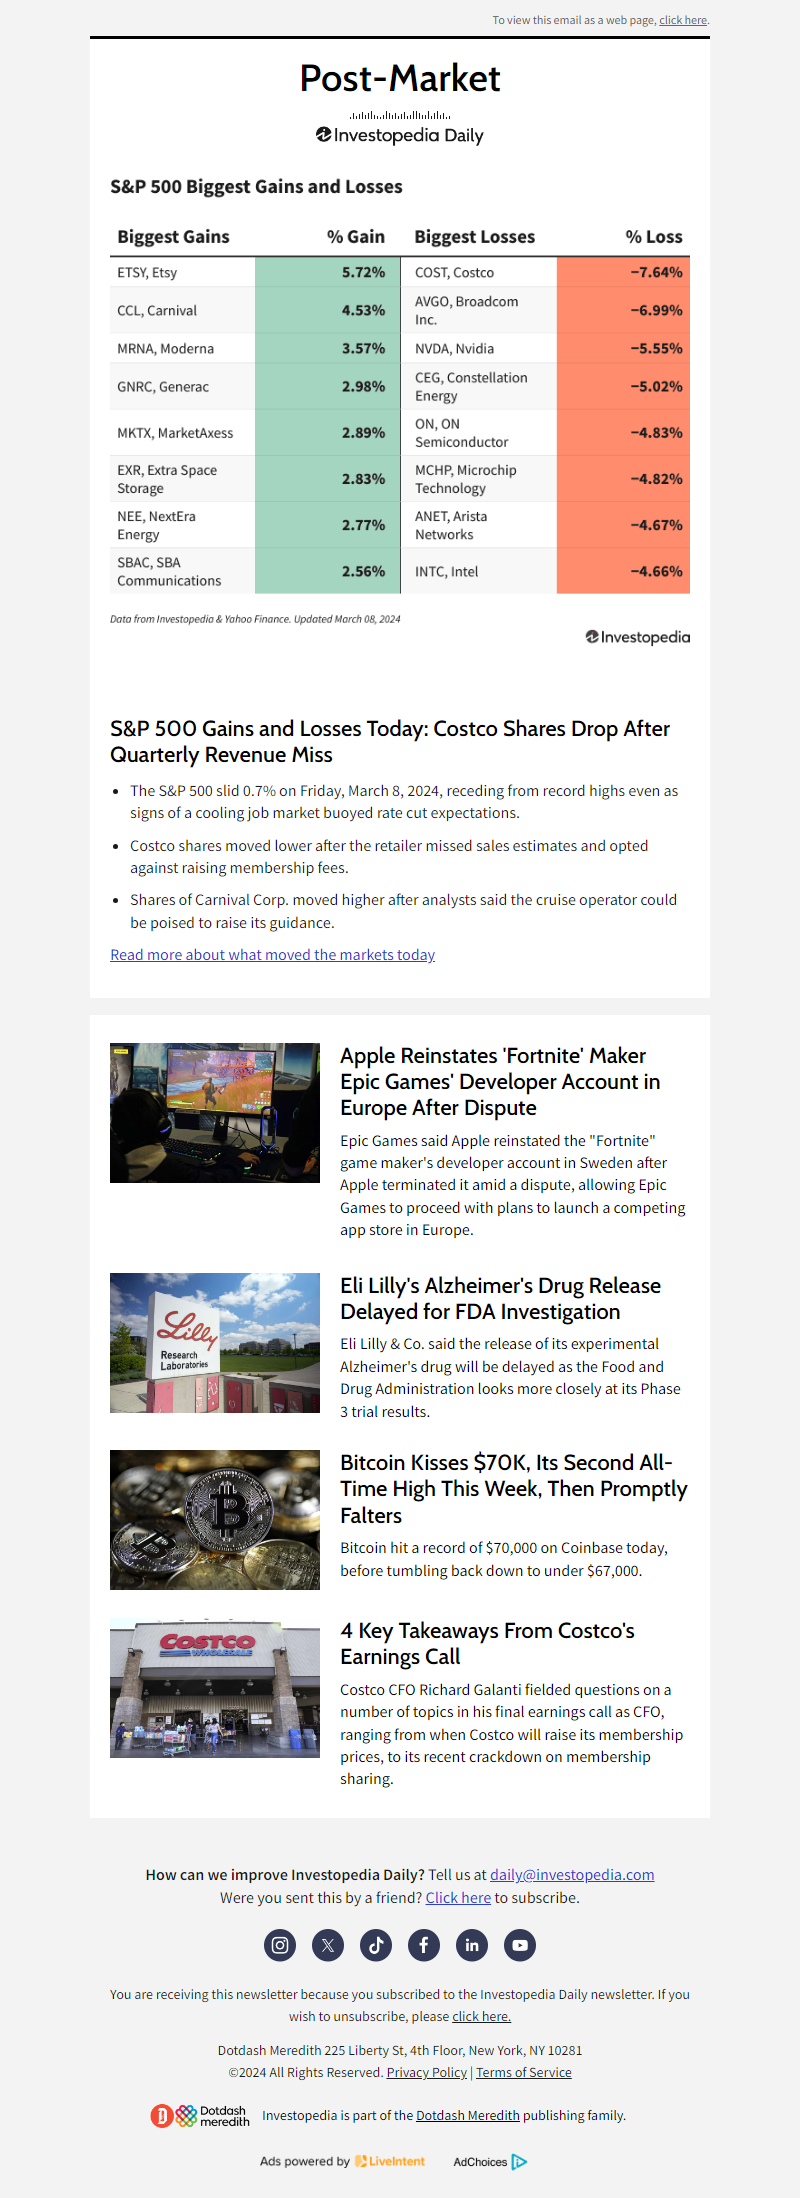 To view this email as a web page, click here.
Post-Market
Investopedia Daily
S&P 500 Biggest Gains and Losses
Biggest Gains % Gain Biggest Losses % Loss
ETSY, Etsy 5.72% COST, Costco −7.64%
CCL, Carnival 4.53% AVGO, Broadcom Inc. −6.99%
MRNA, Moderna 3.57% NVDA, Nvidia −5.55%
GNRC, Generac 2.98% CEG, Constellation Energy −5.02%
MKTX, MarketAxess 2.89% ON, ON Semiconductor −4.83%
EXR, Extra Space Storage 2.83% MCHP, Microchip Technology −4.82%
NEE, NextEra Energy 2.77% ANET, Arista Networks −4.67%
SBAC, SBA Communications 2.56% INTC, Intel −4.66%
Data from Investopedia & Yahoo Finance. Updated March 08, 2024
Investopedia
S&P 500 Gains and Losses Today: Costco Shares Drop After
Quarterly Revenue Miss
• The S&P 500 slid 0.7% on Friday, March 8, 2024, receding from record highs even as
signs of a cooling job market buoyed rate cut expectations.
• Costco shares moved lower after the retailer missed sales estimates and opted
against raising membership fees.
• Shares of Carnival Corp. moved higher after analysts said the cruise operator could
be poised to raise its guidance.
Read more about what moved the markets today
Apple Reinstates 'Fortnite' Maker
Epic Games' Developer Account in
Europe After Dispute
Epic Games said Apple reinstated the "Fortnite"
game maker's developer account in Sweden after
Apple terminated it amid a dispute, allowing Epic
Games to proceed with plans to launch a competing
app store in Europe.
Lilly
Research
Laboratories
Eli Lilly's Alzheimer's Drug Release
Delayed for FDA Investigation
Eli Lilly & Co. said the release of its experimental
Alzheimer's drug will be delayed as the Food and
Drug Administration looks more closely at its Phase
3 trial results.
Bitcoin Kisses $70K, Its Second All-
Time High This Week, Then Promptly
Falters
Bitcoin hit a record of $70,000 on Coinbase today,
before tumbling back down to under $67,000.
COSTCO
WHOLESALE
4 Key Takeaways From Costco's
Earnings Call
Costco CFO Richard Galanti fielded questions on a
number of topics in his final earnings call as CFO,
ranging from when Costco will raise its membership
prices, to its recent crackdown on membership
sharing.
How can we improve Investopedia Daily? Tell us at daily@investopedia.com
Were you sent this by a friend? Click here to subscribe.
You are receiving this newsletter because you subscribed to the Investopedia Daily newsletter. If you
wish to unsubscribe, please click here.
Dotdash Meredith 225 Liberty St, 4th Floor, New York, NY 10281
©2024 All Rights Reserved. Privacy Policy | Terms of Service
Dotdash
meredith
Investopedia is part of the Dotdash Meredith publishing family.
Ads powered by LiveIntent AdChoices